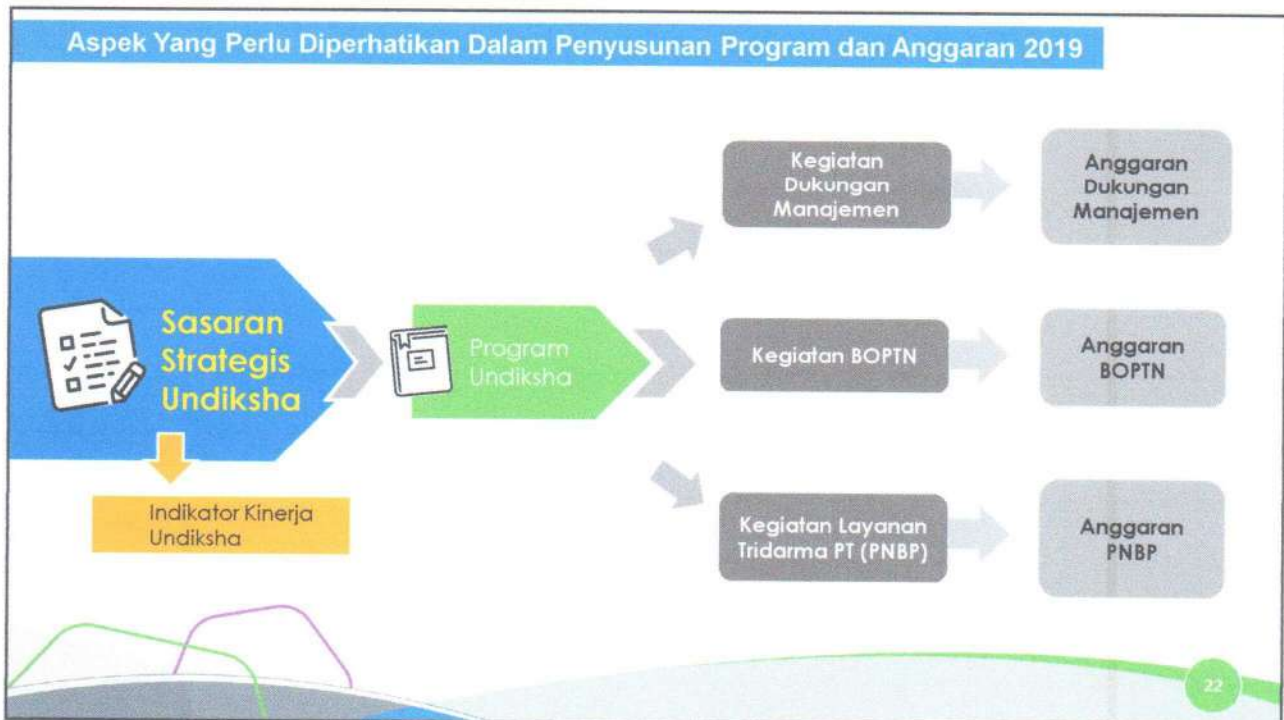 Aspek Yang Perlu Diperhatikan Dalam Penyusunan Program dan Anggaran 2019
Sasaran
Strategis
Undiksha
Indikator Kinerja
Undiksha
Program
Undiksha
Kegiatan
Dukungan
Manajemen
Anggaran
Dukungan
Manajemen
Kegiatan BOPTN
Anggaran
BOPTN
Kegiatan Layanan
Tridarma PT (PNBP)
Anggaran
PNBP
22